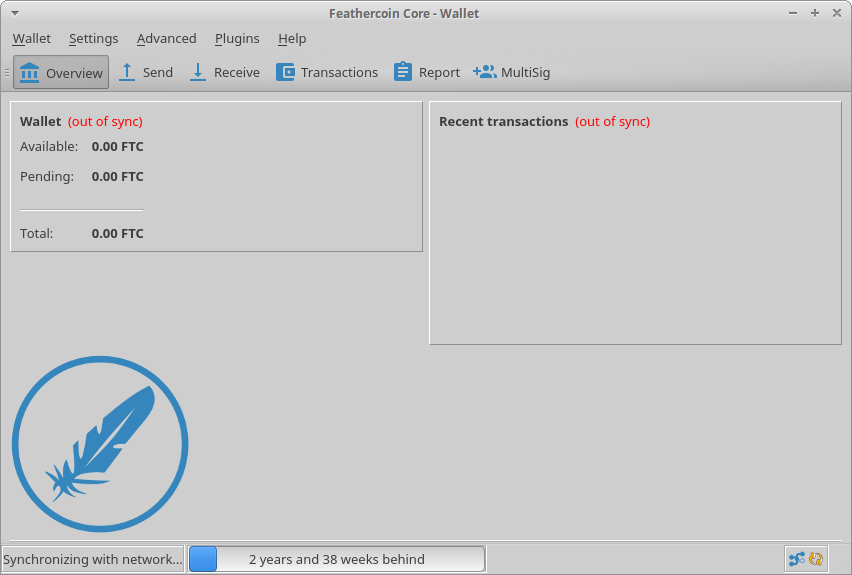 Feathercoin Core - Wallet
Wallet Settings Advanced Plugins Help
Overview Send Receive Transactions Report MultiSig
Wallet (out of sync)
Available: 0.00 FTC
Pending: 0.00 FTC
Total: 0.00 FTC
Recent transactions (out of sync)
Synchronizing with network... 2 years and 38 weeks behind